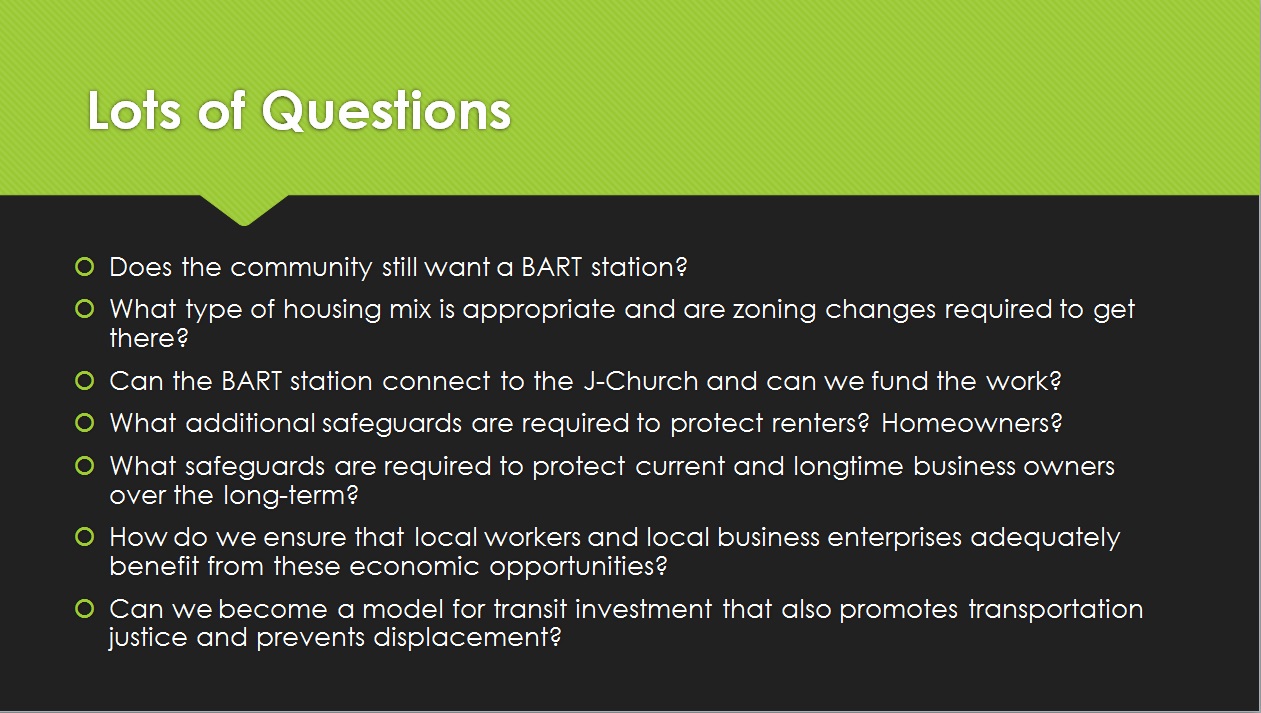 Lots of Questions
Does the community still want a BART station?
What type of housing mix is appropriate and are zoning changes required to get
there?
Can the BART station connect to the J-Church and can we fund the work?
What additional safeguards are required to protect renters? Homeowners?
What safeguards are required to protect current and longtime business owners
over the long-term?
How do we ensure that local workers and local business enterprises adequately
benefit from these economic opportunities?
Can we become a model for transit investment that also promotes transportation
justice and prevents displacement?